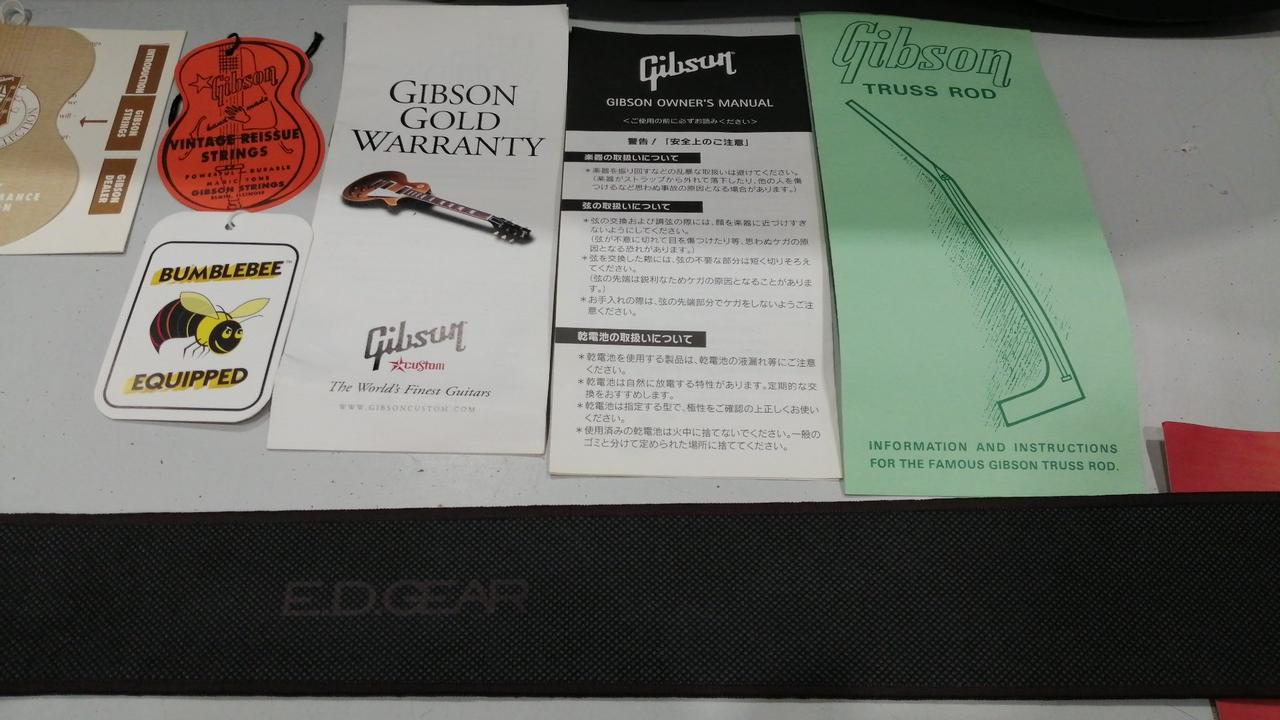 INTRODUCTION
GIBSON
STRINGS
GIBSON
DEALER
Gibson
hand made
VINTAGE REISSUE
STRINGS
POWERFUL DURABLE
MAGIC TONE
GIBSON STRINGS
ELGIN, ILLINOIS
BUMBLEBEE™
EQUIPPED
GIBSON
GOLD
WARRANTY
Gibson
CUSTOM
The World's Finest Guitars
WWW.GIBSONCUSTOM.COM
Gibson
GIBSON OWNER'S MANUAL
＜ご使用の前に必ずお読みください＞
警告/「安全上のご注意」
楽器の取扱いについて
＊楽器を振り回すなどの乱暴な取扱いは避けてください。
（楽器がストラップから外れて落下したり、他の人を傷
つけるなど思わぬ事故の原因となる場合があります。）
弦の取扱いについて
＊弦の交換および調弦の際には、顔を楽器に近づけすぎ
ないようにしてください。
（弦が不意に切れて目を傷つけたり等、思わぬケガの原
因となる恐れがあります。）
＊弦を交換した際には、弦の不要な部分は短く切りそろえ
てください。
（弦の先端は鋭利なためケガの原因となることがありま
す。）
＊お手入れの際は、弦の先端部分でケガをしないようご注
意ください。
乾電池の取扱いについて
＊乾電池を使用する製品は、乾電池の液漏れ等にご注意
ください。
＊乾電池は自然に放電する特性があります。定期的な交
換をおすすめします。
＊乾電池は指定する型で、極性をご確認の上正しくお使い
ください。
＊使用済みの乾電池は火中に捨てないでください。一般の
ゴミと分けて定められた場所に捨ててください。
Gibson
TRUSS ROD
INFORMATION AND INSTRUCTIONS
FOR THE FAMOUS GIBSON TRUSS ROD.
E.D.GEAR